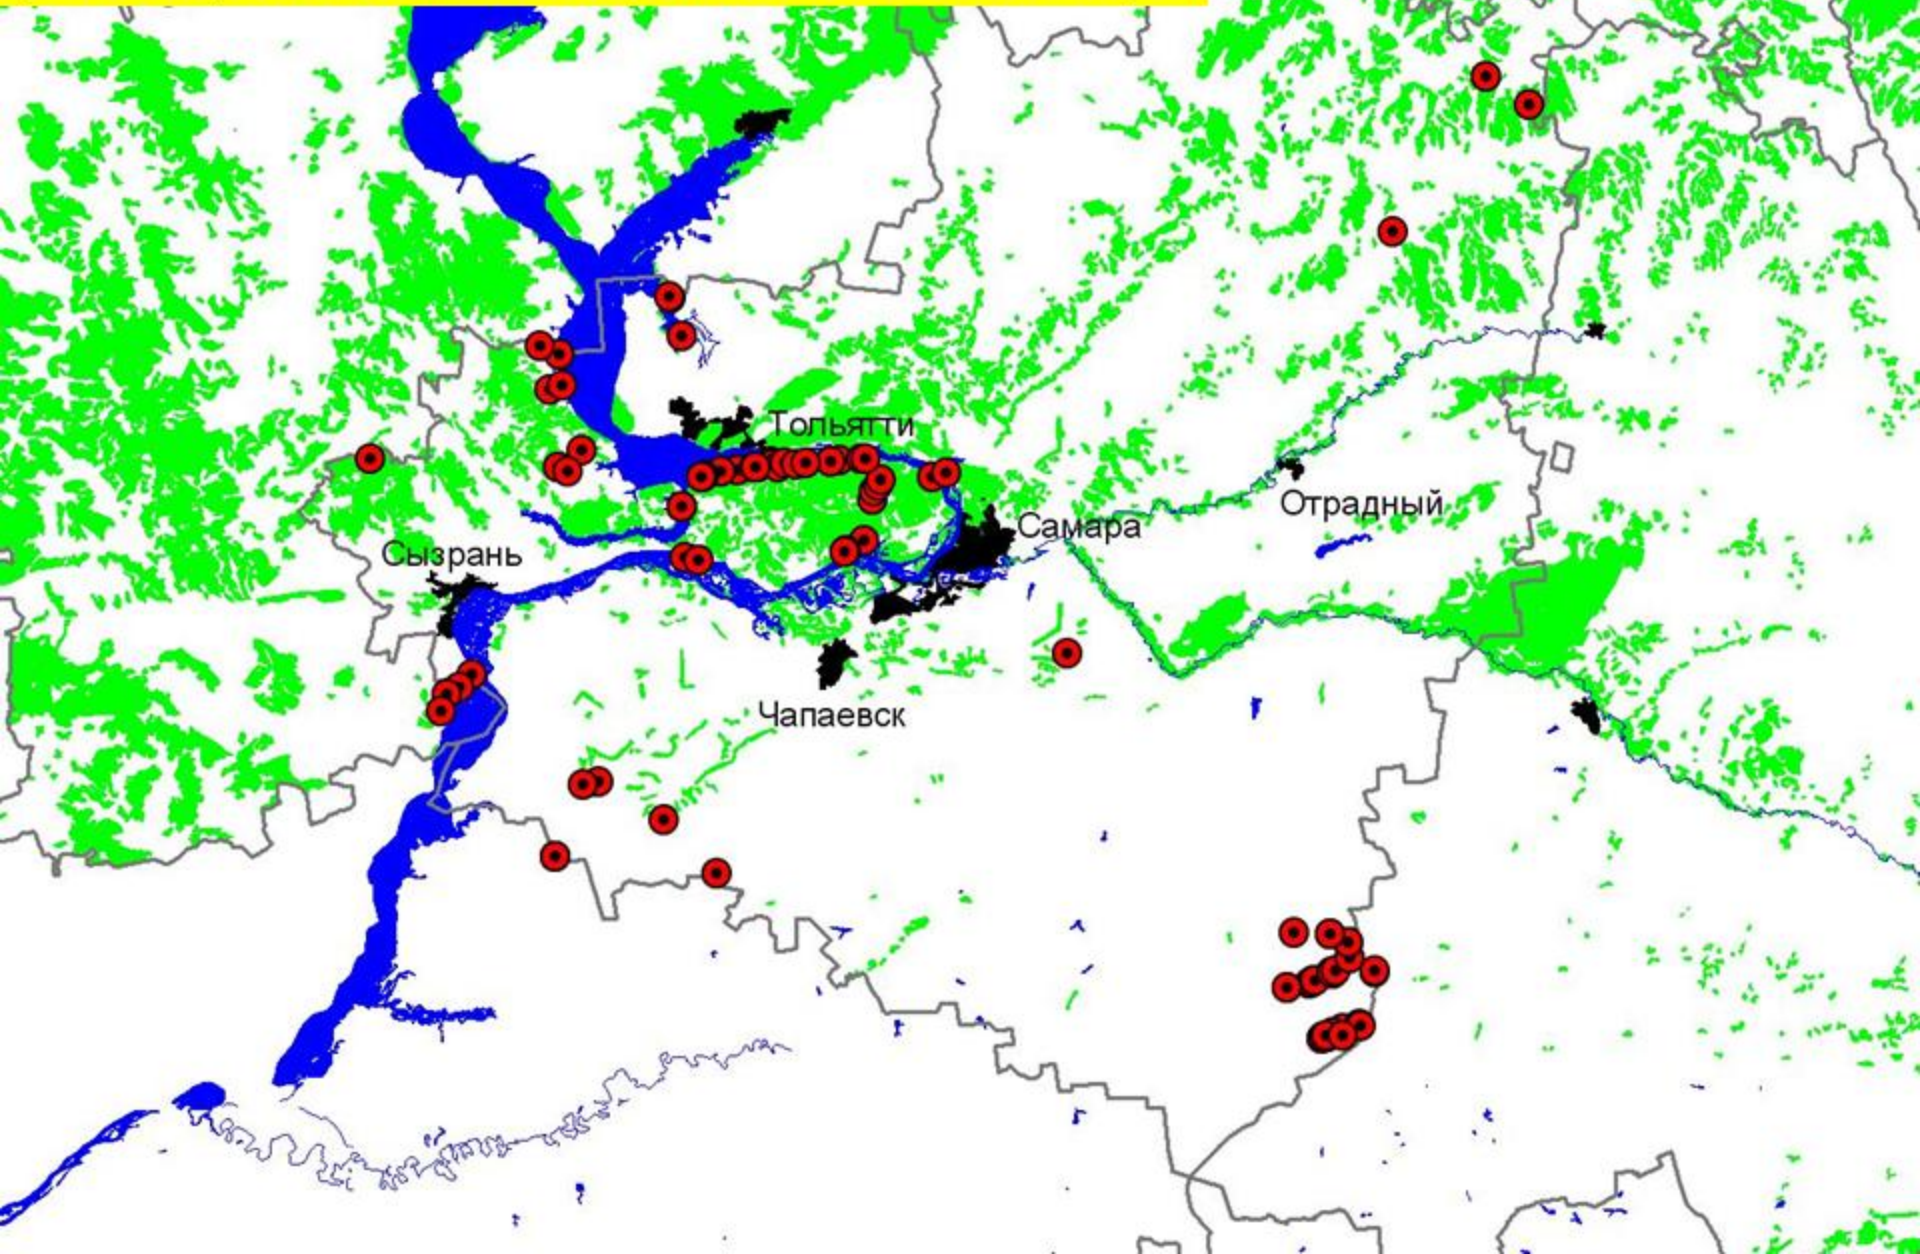 Тольятти
Отрадный
Самара
Сызрань
Чапаевск